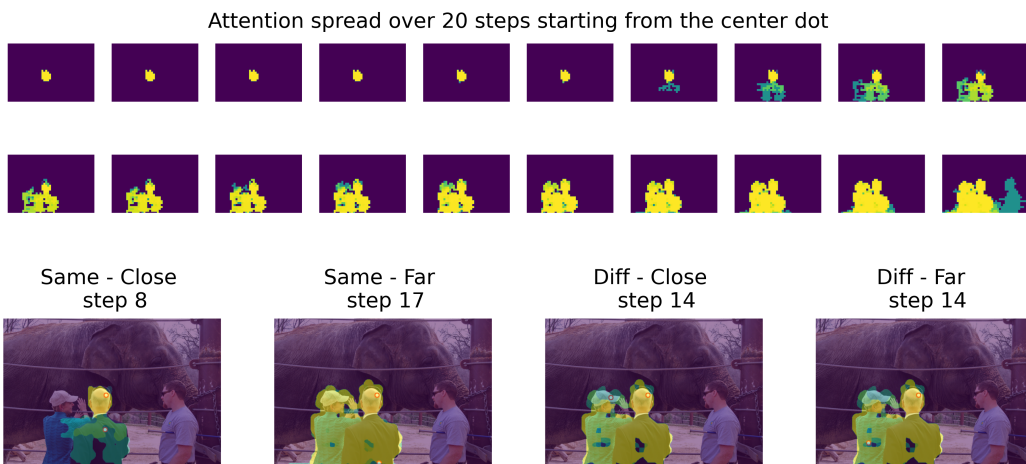 Attention spread over 20 steps starting from the center dot
Same - Close
step 8
Same - Far
step 17
Diff - Close
step 14
Diff - Far
step 14